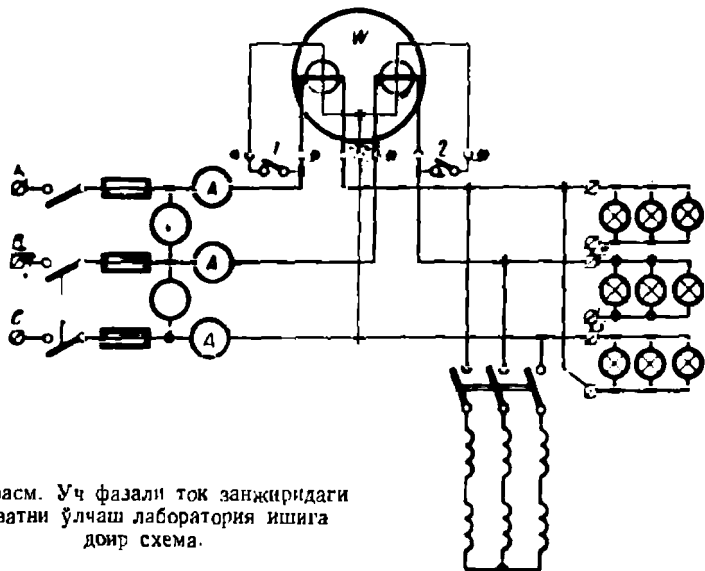 W
1
2
A
A
B
A
C
A
расм. Уч фазали ток занжиридаги
ватни ўлчаш лаборатория ишига
доир схема.